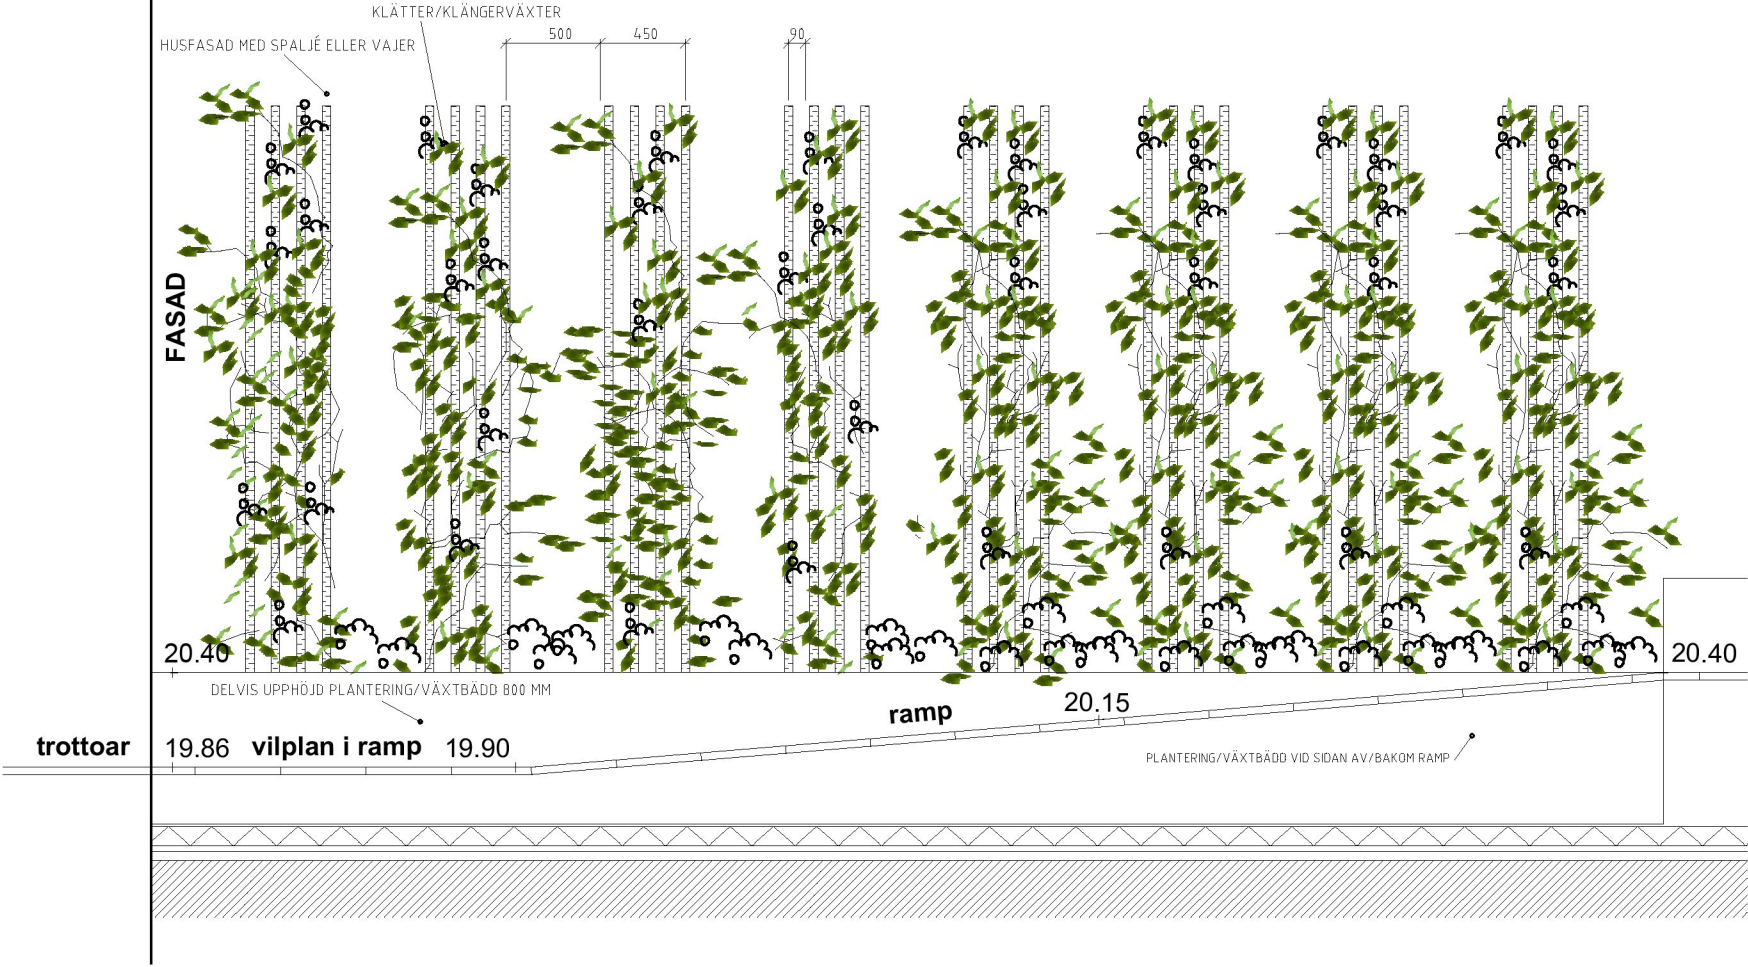 KLÄTTER/KLÄNGERVÄXTER
HUSFASAD MED SPALJÉ ELLER VAJER
500
450
90
FASAD
20.40
20.40
DELVIS UPPHÖJD PLANTERING/VÄXTBÄDD 800 MM
ramp
20.15
trottoar
19.86
vilplan i ramp
19.90
PLANTERING/VÄXTBÄDD VID SIDAN AV/BAKOM RAMP